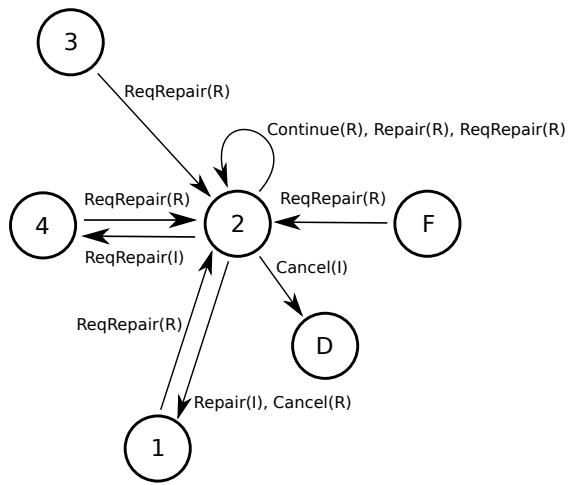 3
ReqRepair(R)
Continue(R), Repair(R), ReqRepair(R)
ReqRepair(R)
ReqRepair(R)
4
2
F
ReqRepair(I)
Cancel(I)
ReqRepair(R)
D
Repair(I), Cancel(R)
1